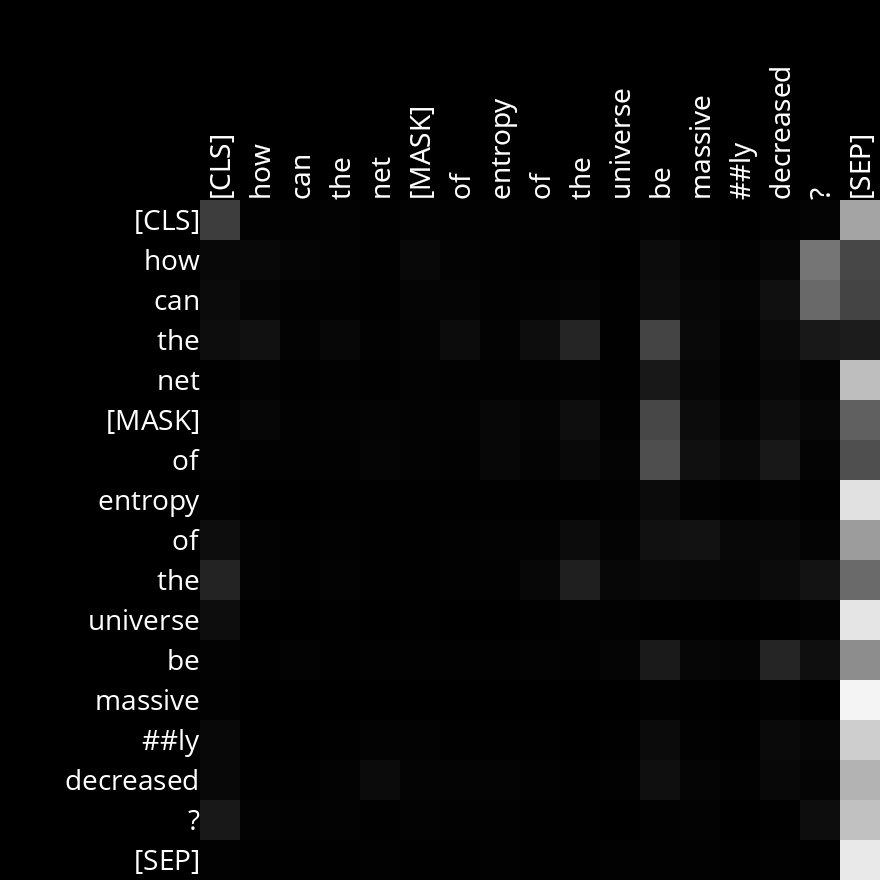 [CLS] how can the net [MASK] of entropy of the universe be massive ##ly decreased ? [SEP]
[CLS]
how
can
the
net
[MASK]
of
entropy
of
the
universe
be
massive
##ly
decreased
?
[SEP]